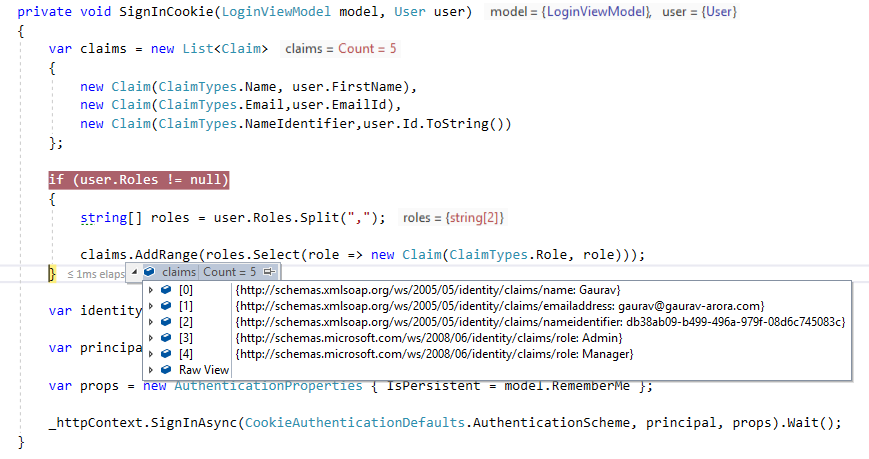 private void SignInCookie(LoginViewModel model, User user) model = {LoginViewModel}, user = {User}
{
var claims = new List<Claim> claims = Count = 5
{
new Claim(ClaimTypes.Name, user.FirstName),
new Claim(ClaimTypes.Email,user.EmailId),
new Claim(ClaimTypes.NameIdentifier,user.Id.ToString())
};
if (user.Roles != null)
{
string[] roles = user.Roles.Split(","); roles = {string[2]}
claims.AddRange(roles.Select(role => new Claim(ClaimTypes.Role, role)));
} ≤ 1ms elaps claims Count = 5
[0] {http://schemas.xmlsoap.org/ws/2005/05/identity/claims/name: Gaurav}
[1] {http://schemas.xmlsoap.org/ws/2005/05/identity/claims/emailaddress: gaurav@gaurav-arora.com}
var identity [2] {http://schemas.xmlsoap.org/ws/2005/05/identity/claims/nameidentifier: db38ab09-b499-496a-979f-08d6c745083c}
[3] {http://schemas.microsoft.com/ws/2008/06/identity/claims/role: Admin}
var principa [4] {http://schemas.microsoft.com/ws/2008/06/identity/claims/role: Manager}
Raw View
var props = new AuthenticationProperties { IsPersistent = model.RememberMe };
_httpContext.SignInAsync(CookieAuthenticationDefaults.AuthenticationScheme, principal, props).Wait();
}